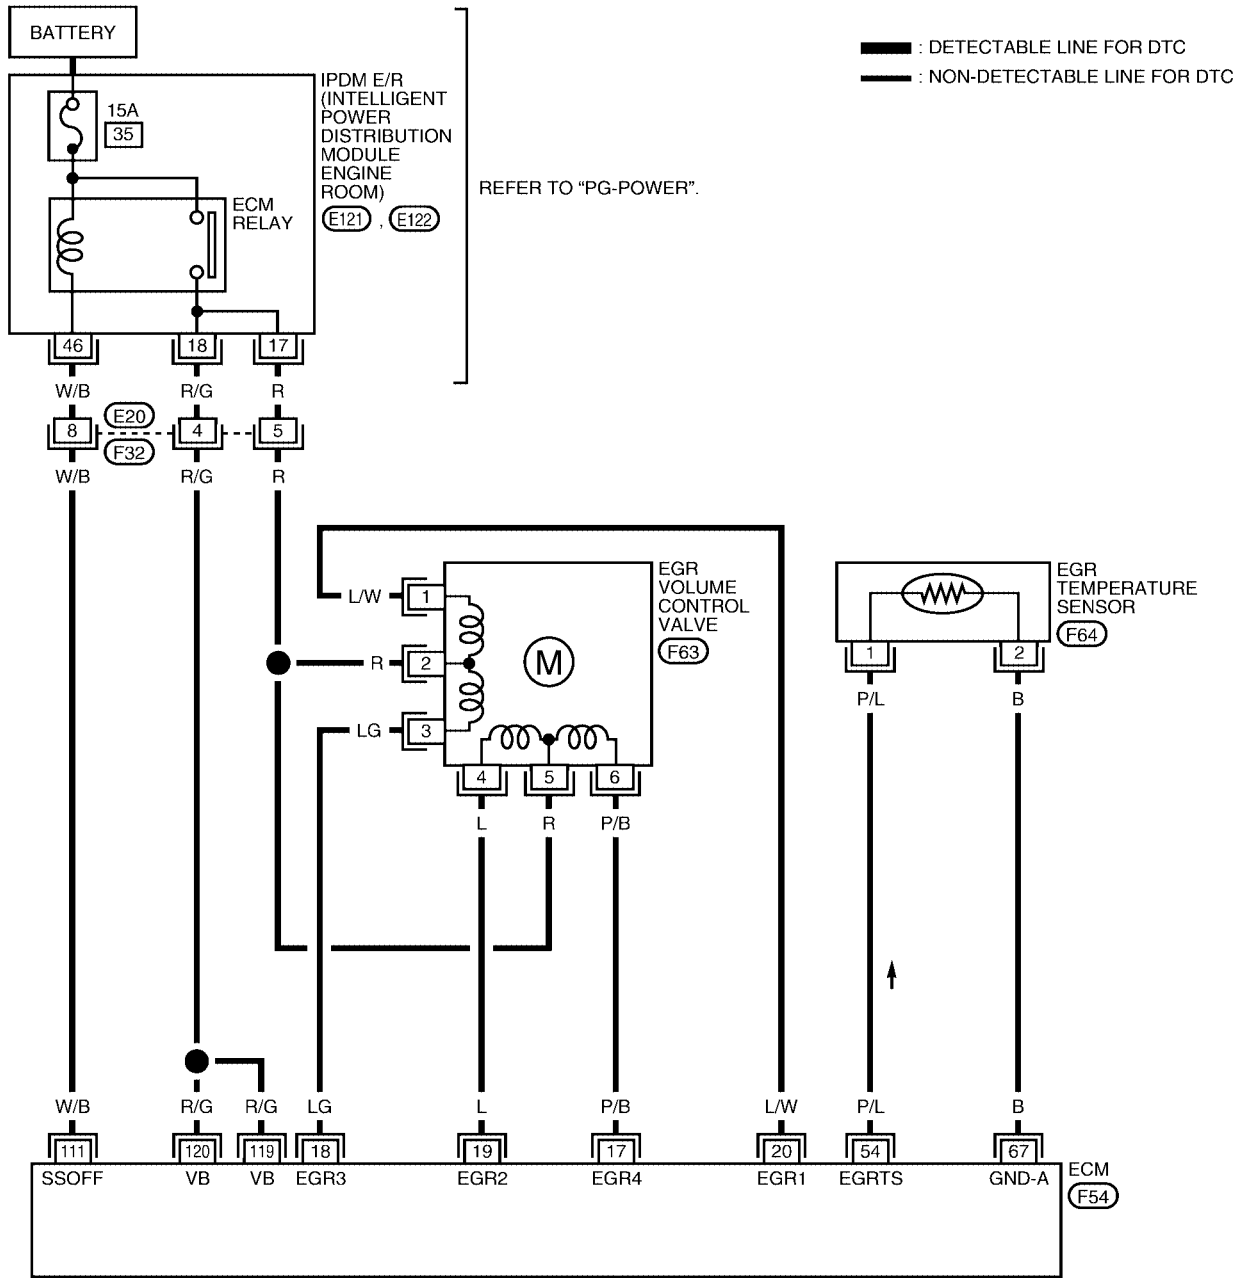 BATTERY
: DETECTABLE LINE FOR DTC
: NON-DETECTABLE LINE FOR DTC
IPDM E/R
(INTELLIGENT
POWER
DISTRIBUTION
MODULE
ENGINE
ROOM)
E121 , E122
15A
35
REFER TO “PG-POWER”.
ECM
RELAY
46 18 17
W/B R/G R
E20
8 4 5
F32
W/B R/G R
EGR
VOLUME
CONTROL
VALVE
F63
EGR
TEMPERATURE
SENSOR
F64
L/W 1
R 2
M
LG 3
1 2
P/L B
4 5 6
L R P/B
W/B R/G R/G LG L P/B L/W P/L B
111 120 119 18 19 17 20 54 67
SSOFF VB VB EGR3 EGR2 EGR4 EGR1 EGRTS GND-A
ECM
F54